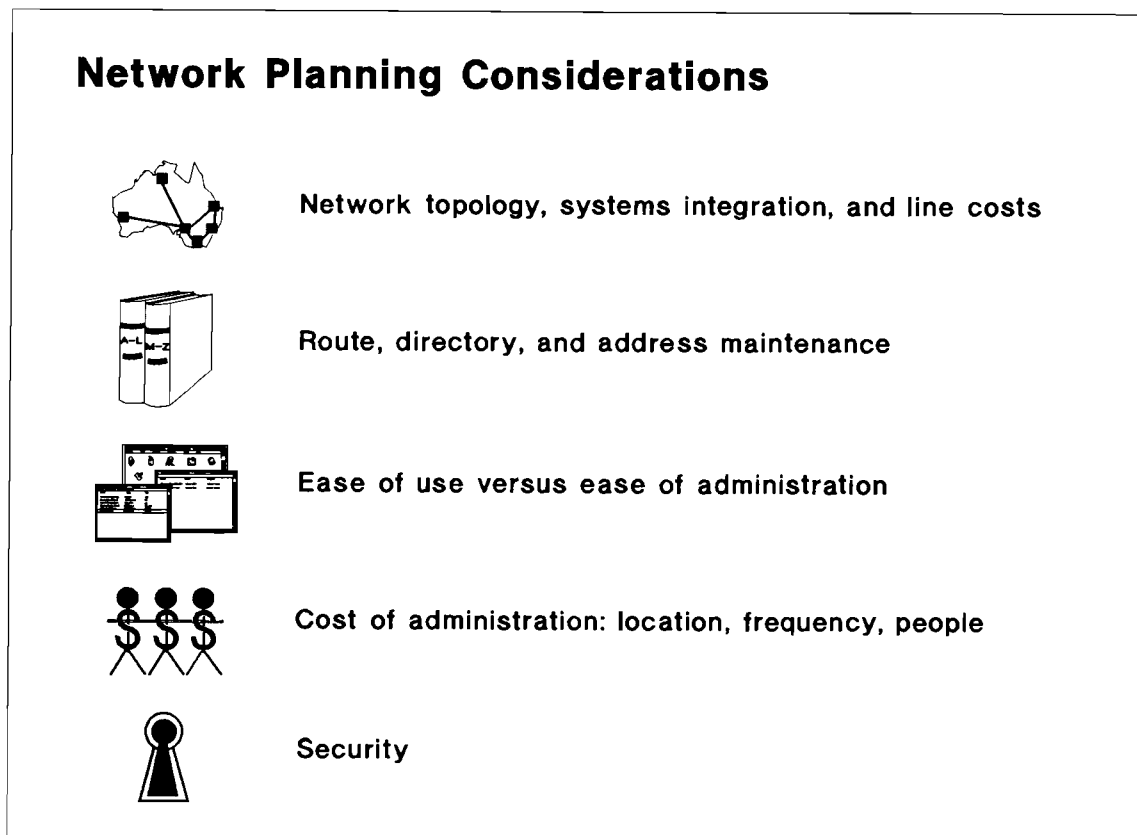 Network Planning Considerations
Network topology, systems integration, and line costs
A-L
M-Z
Route, directory, and address maintenance
Ease of use versus ease of administration
$ $ $
Cost of administration: location, frequency, people
Security